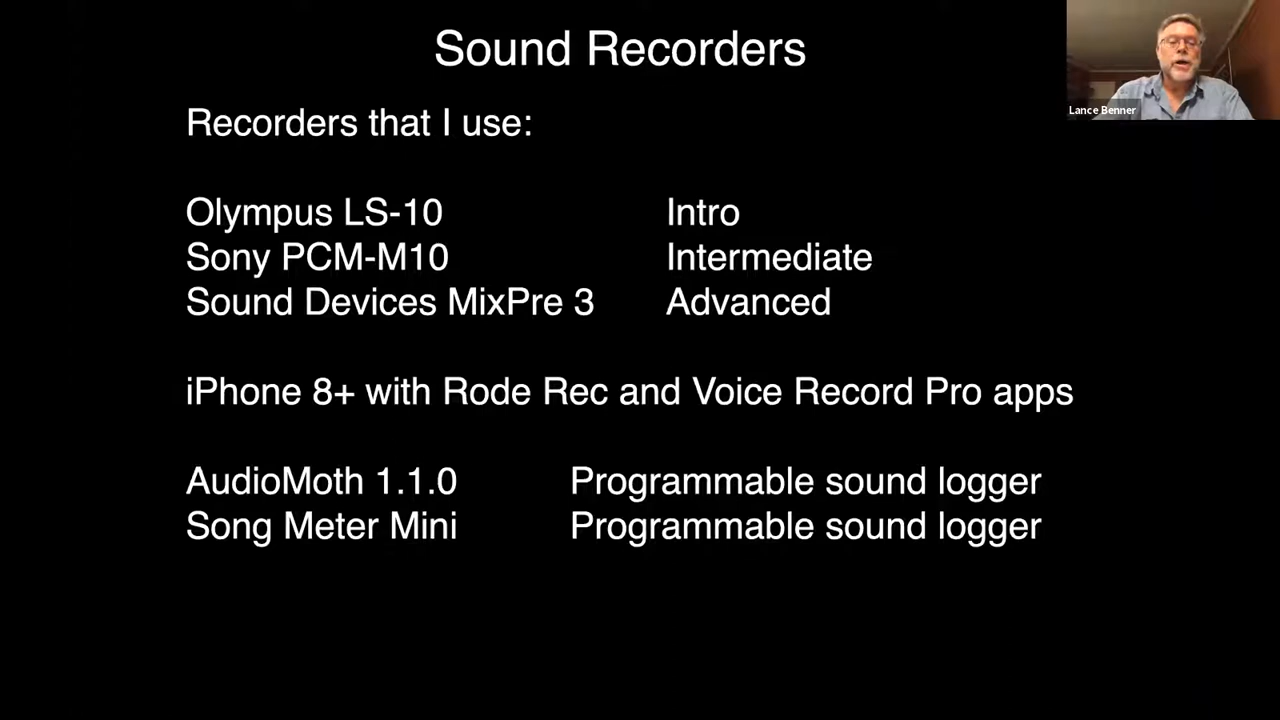 Sound Recorders
Lance Benner
Recorders that I use:
Olympus LS-10 Intro
Sony PCM-M10 Intermediate
Sound Devices MixPre 3 Advanced
iPhone 8+ with Rode Rec and Voice Record Pro apps
AudioMoth 1.1.0 Programmable sound logger
Song Meter Mini Programmable sound logger